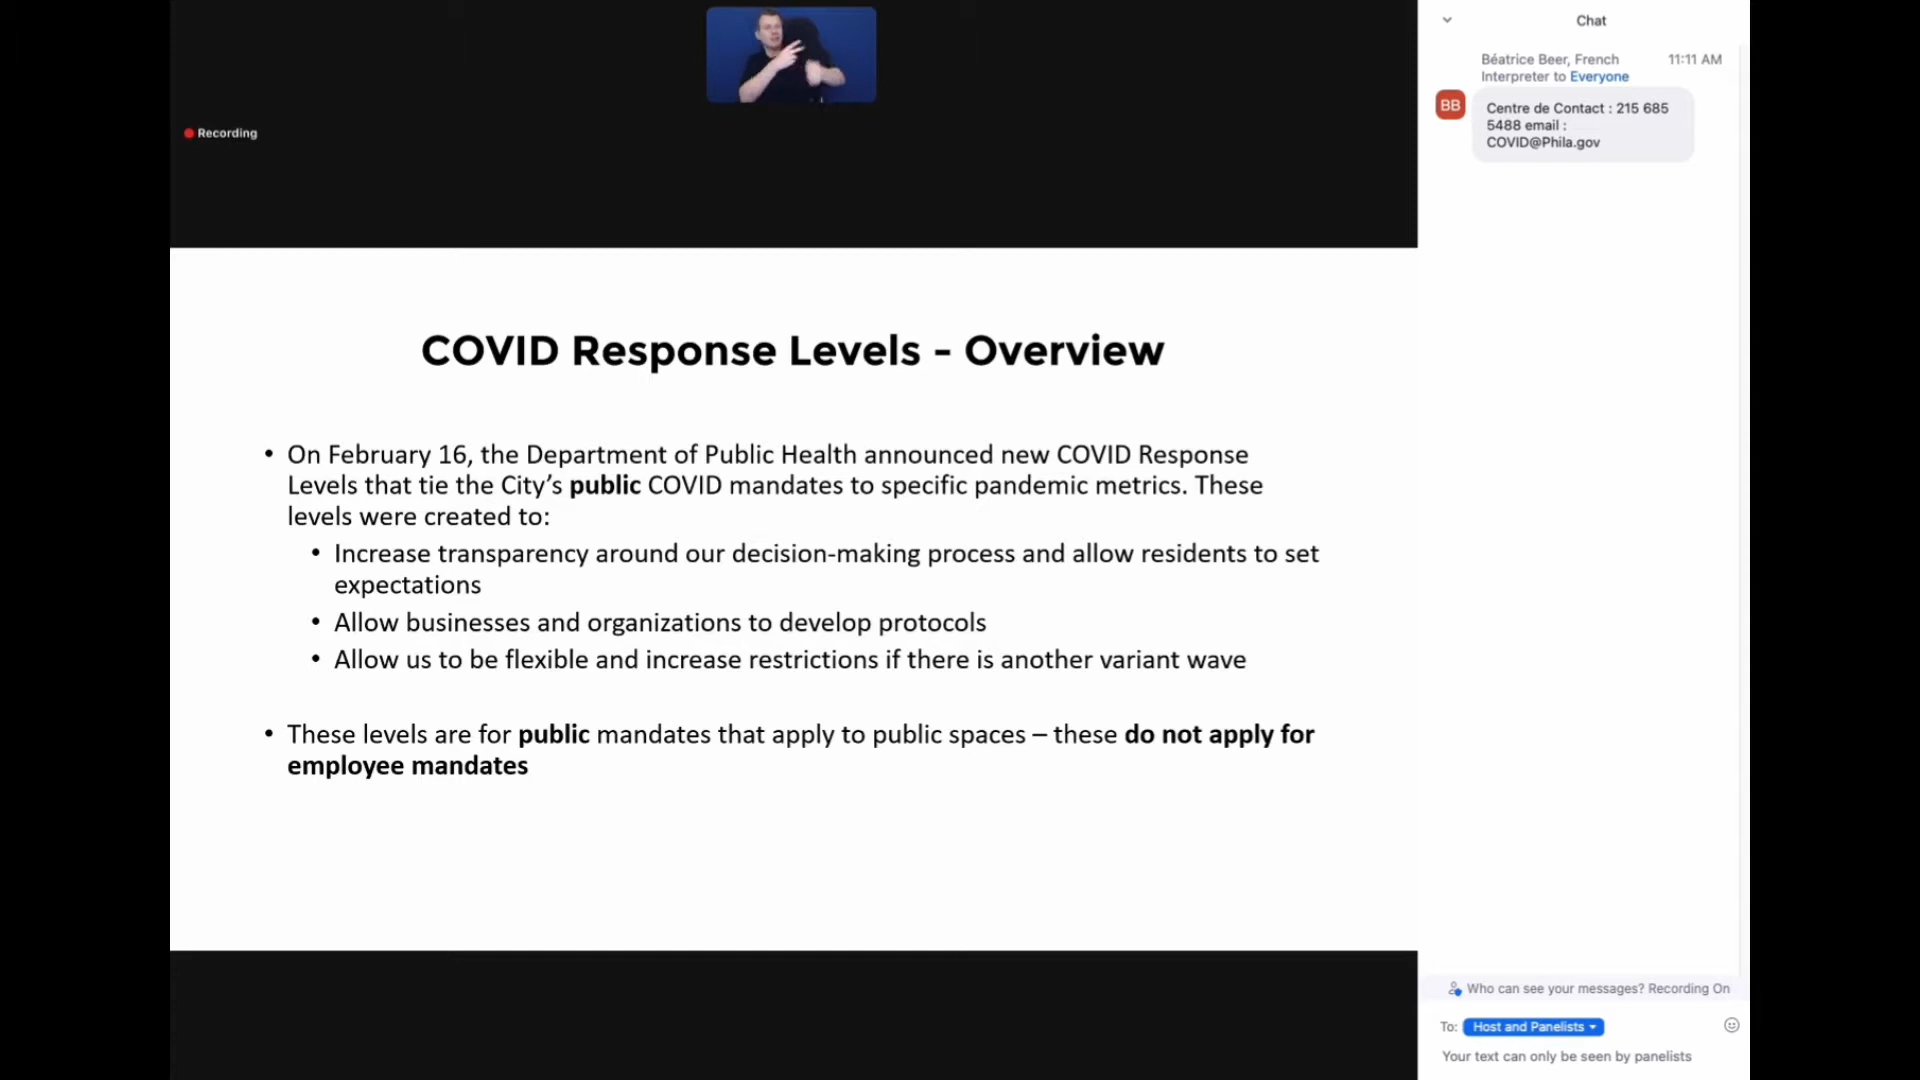 Recording
COVID Response Levels - Overview
• On February 16, the Department of Public Health announced new COVID Response
Levels that tie the City’s public COVID mandates to specific pandemic metrics. These
levels were created to:
• Increase transparency around our decision-making process and allow residents to set
expectations
• Allow businesses and organizations to develop protocols
• Allow us to be flexible and increase restrictions if there is another variant wave
• These levels are for public mandates that apply to public spaces – these do not apply for
employee mandates
Chat
Béatrice Beer, French 11:11 AM
Interpreter to Everyone
BB
Centre de Contact : 215 685
5488 email :
COVID@Phila.gov
Who can see your messages? Recording On
To: Host and Panelists
Your text can only be seen by panelists